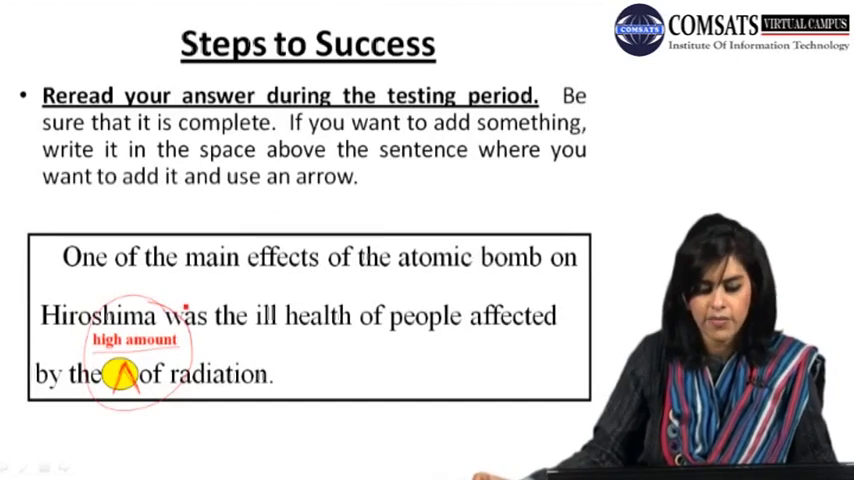 Steps to Success
COMSATS VIRTUAL CAMPUS
COMSATS
Institute Of Information Technology
• Reread your answer during the testing period. Be
sure that it is complete. If you want to add something,
write it in the space above the sentence where you
want to add it and use an arrow.
One of the main effects of the atomic bomb on
Hiroshima was the ill health of people affected
high amount
by the of radiation.